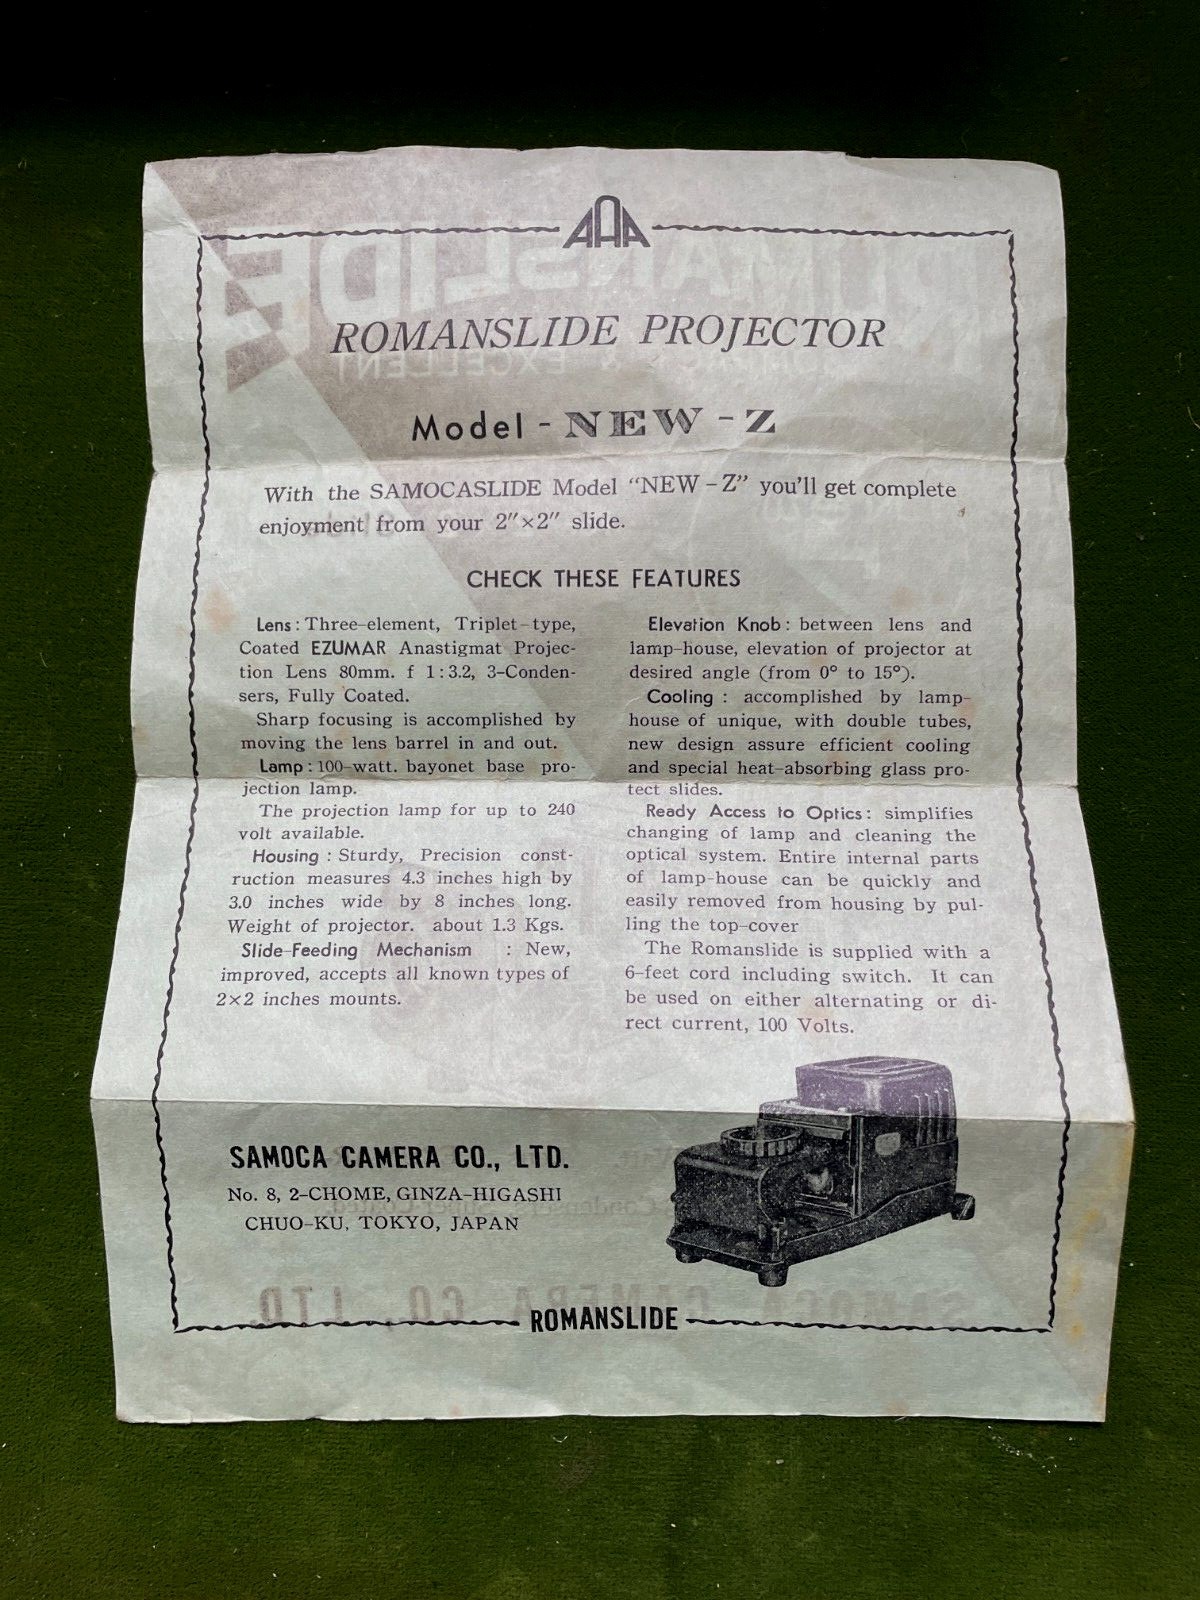 AAA
ROMANSLIDE PROJECTOR
Model - NEW - Z
With the SAMOCASLIDE Model "NEW - Z" you'll get complete
enjoyment from your 2"×2" slide.
CHECK THESE FEATURES
Lens : Three-element, Triplet-type,
Coated EZUMAR Anastigmat Projec-
tion Lens 80mm. f 1 : 3.2, 3-Conden-
sers, Fully Coated.
Sharp focusing is accomplished by
moving the lens barrel in and out.
Lamp : 100-watt. bayonet base pro-
jection lamp.
The projection lamp for up to 240
volt available.
Housing : Sturdy, Precision const-
ruction measures 4.3 inches high by
3.0 inches wide by 8 inches long.
Weight of projector. about 1.3 Kgs.
Slide-Feeding Mechanism : New,
improved, accepts all known types of
2×2 inches mounts.
Elevation Knob : between lens and
lamp-house, elevation of projector at
desired angle (from 0° to 15°).
Cooling : accomplished by lamp-
house of unique, with double tubes,
new design assure efficient cooling
and special heat-absorbing glass pro-
tect slides.
Ready Access to Optics : simplifies
changing of lamp and cleaning the
optical system. Entire internal parts
of lamp-house can be quickly and
easily removed from housing by pul-
ling the top-cover
The Romanslide is supplied with a
6-feet cord including switch. It can
be used on either alternating or di-
rect current, 100 Volts.
SAMOCA CAMERA CO., LTD.
No. 8, 2-CHOME, GINZA-HIGASHI
CHUO-KU, TOKYO, JAPAN
ROMANSLIDE